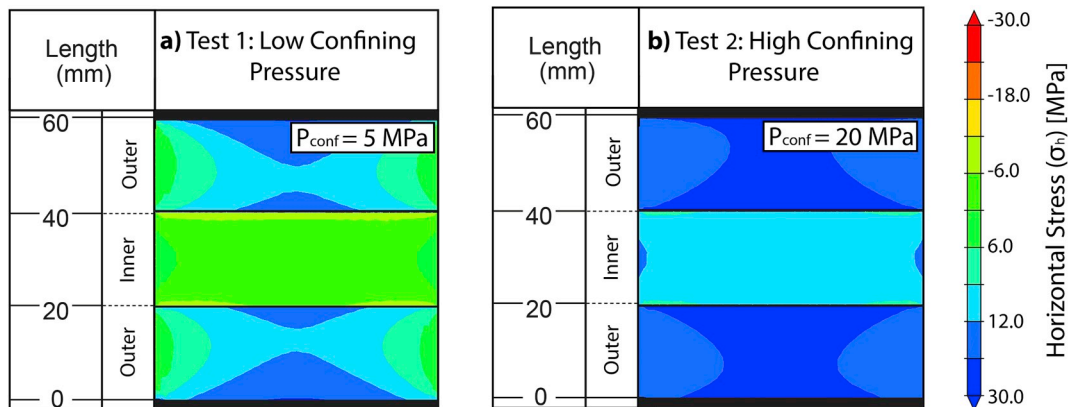 Length
(mm)
a) Test 1: Low Confining
Pressure
60
40
20
0
Outer
Inner
Outer
Pconf = 5 MPa
Length
(mm)
b) Test 2: High Confining
Pressure
60
40
20
0
Outer
Inner
Outer
Pconf = 20 MPa
-30.0
-18.0
-6.0
6.0
12.0
30.0
Horizontal Stress (σh) [MPa]